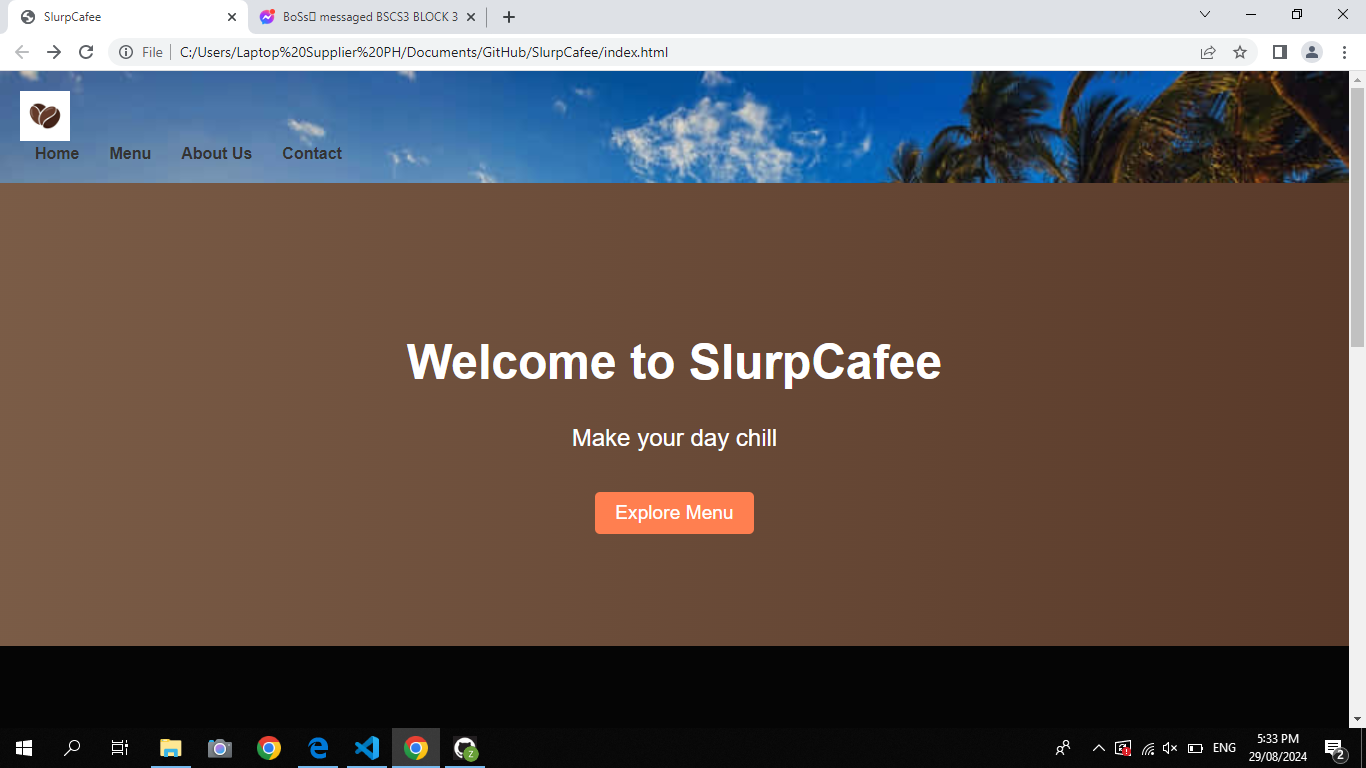 SlurpCafee
BoSs▯ messaged BSCS3 BLOCK 3
File
C:/Users/Laptop%20Supplier%20PH/Documents/GitHub/SlurpCafee/index.html
Home Menu About Us Contact
Welcome to SlurpCafee
Make your day chill
Explore Menu
z
ENG
5:33 PM
29/08/2024
2